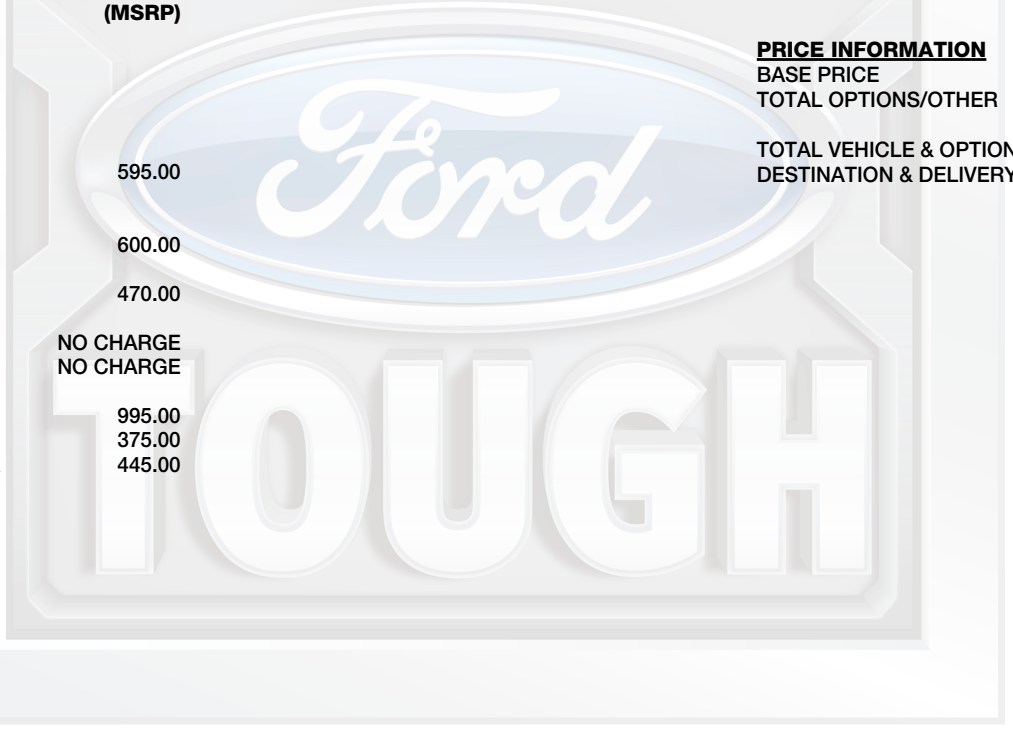 (MSRP)
595.00
600.00
470.00
NO CHARGE
NO CHARGE
995.00
375.00
445.00
PRICE INFORMATION
BASE PRICE
TOTAL OPTIONS/OTHER
TOTAL VEHICLE & OPTION
DESTINATION & DELIVERY
Ford
TOUGH